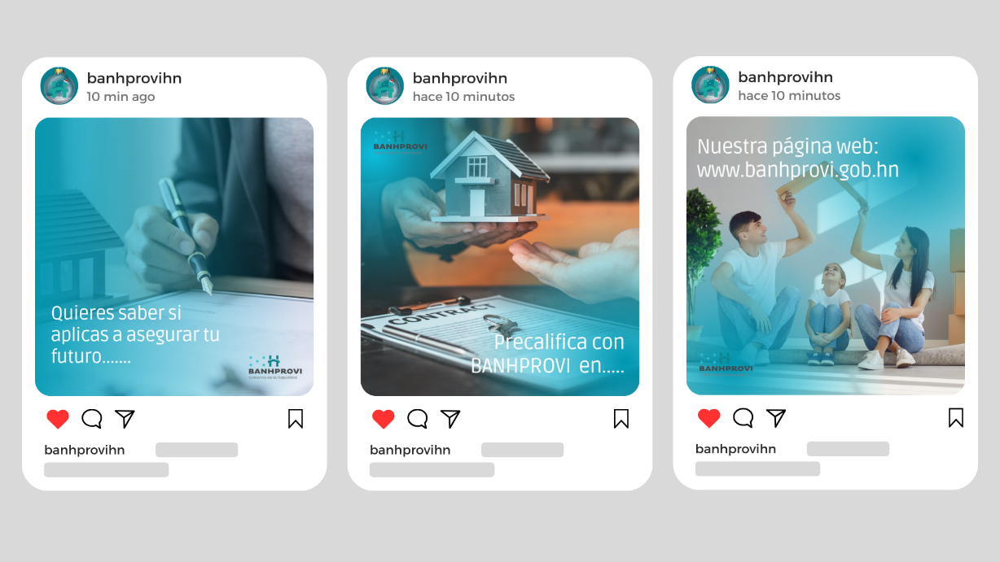 banhprovihn
10 min ago
Quieres saber si
aplicas a asegurar tu
futuro.......
BANHPROVI
Gobierno de la República
banhprovihn
banhprovihn
hace 10 minutos
BANHPROVI
CONTRACT
Precalifica con
BANHPROVI en.....
banhprovihn
banhprovihn
hace 10 minutos
Nuestra página web:
www.banhprovi.gob.hn
BANHPROVI
banhprovihn